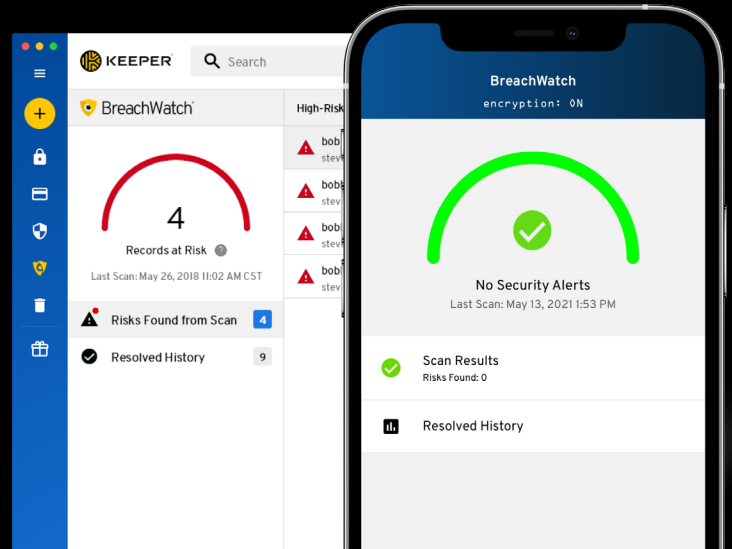 KEEPER
Search
BreachWatch
High-Risk
4
Records at Risk
Last Scan: May 26, 2018 11:02 AM CST
Risks Found from Scan 4
Resolved History 9
BreachWatch
encryption: ON
No Security Alerts
Last Scan: May 13, 2021 1:53 PM
Scan Results
Risks Found: 0
Resolved History